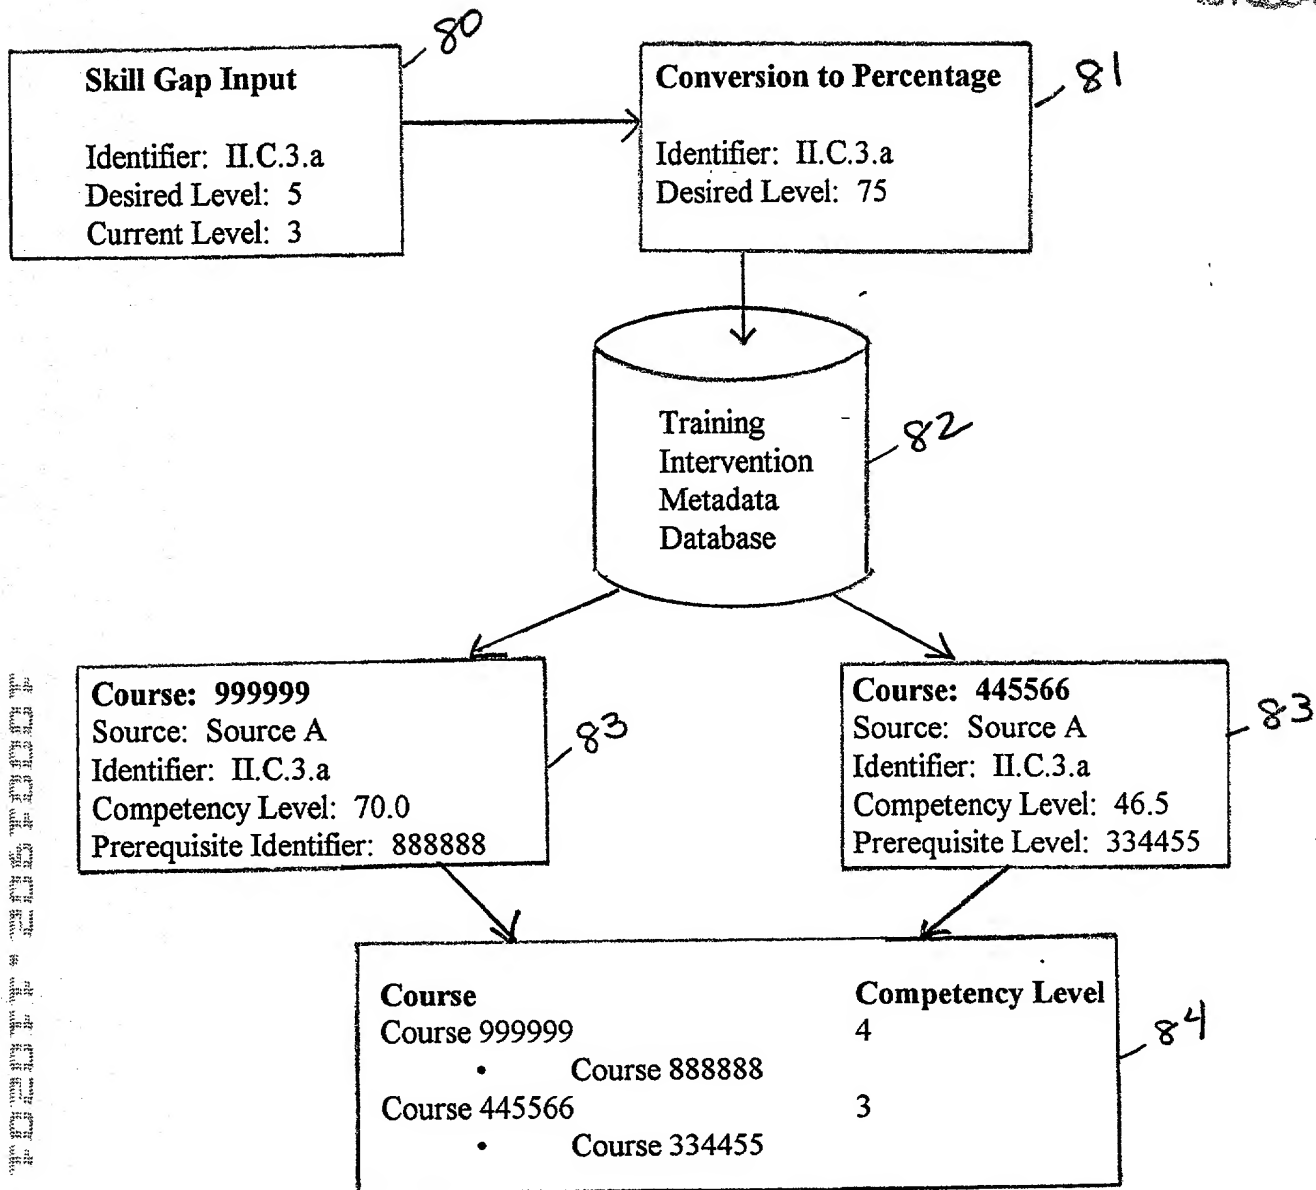 80
Skill Gap Input
Identifier: II.C.3.a
Desired Level: 5
Current Level: 3
Conversion to Percentage
81
Identifier: II.C.3.a
Desired Level: 75
Training
Intervention
Metadata
Database
82
Course: 999999
Source: Source A
Identifier: II.C.3.a
Competency Level: 70.0
Prerequisite Identifier: 888888
83
Course: 445566
Source: Source A
Identifier: II.C.3.a
Competency Level: 46.5
Prerequisite Level: 334455
83
Course Competency Level
Course 999999 4
• Course 888888
Course 445566 3
• Course 334455
84